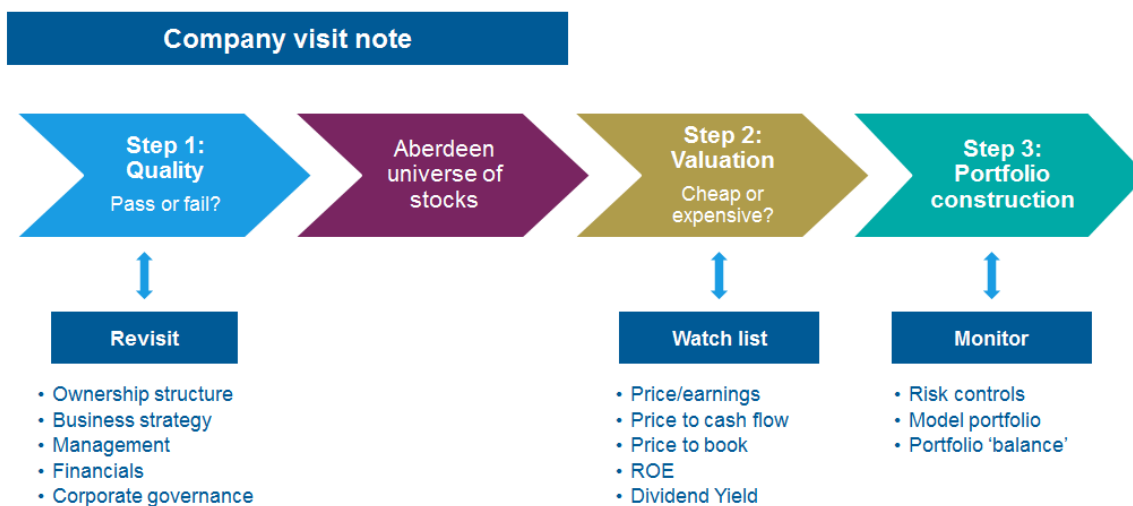 Company visit note
Step 1:
Quality
Pass or fail?
Aberdeen
universe of
stocks
Step 2:
Valuation
Cheap or
expensive?
Step 3:
Portfolio
construction
Revisit
• Ownership structure
• Business strategy
• Management
• Financials
• Corporate governance
Watch list
• Price/earnings
• Price to cash flow
• Price to book
• ROE
• Dividend Yield
Monitor
• Risk controls
• Model portfolio
• Portfolio ‘balance’